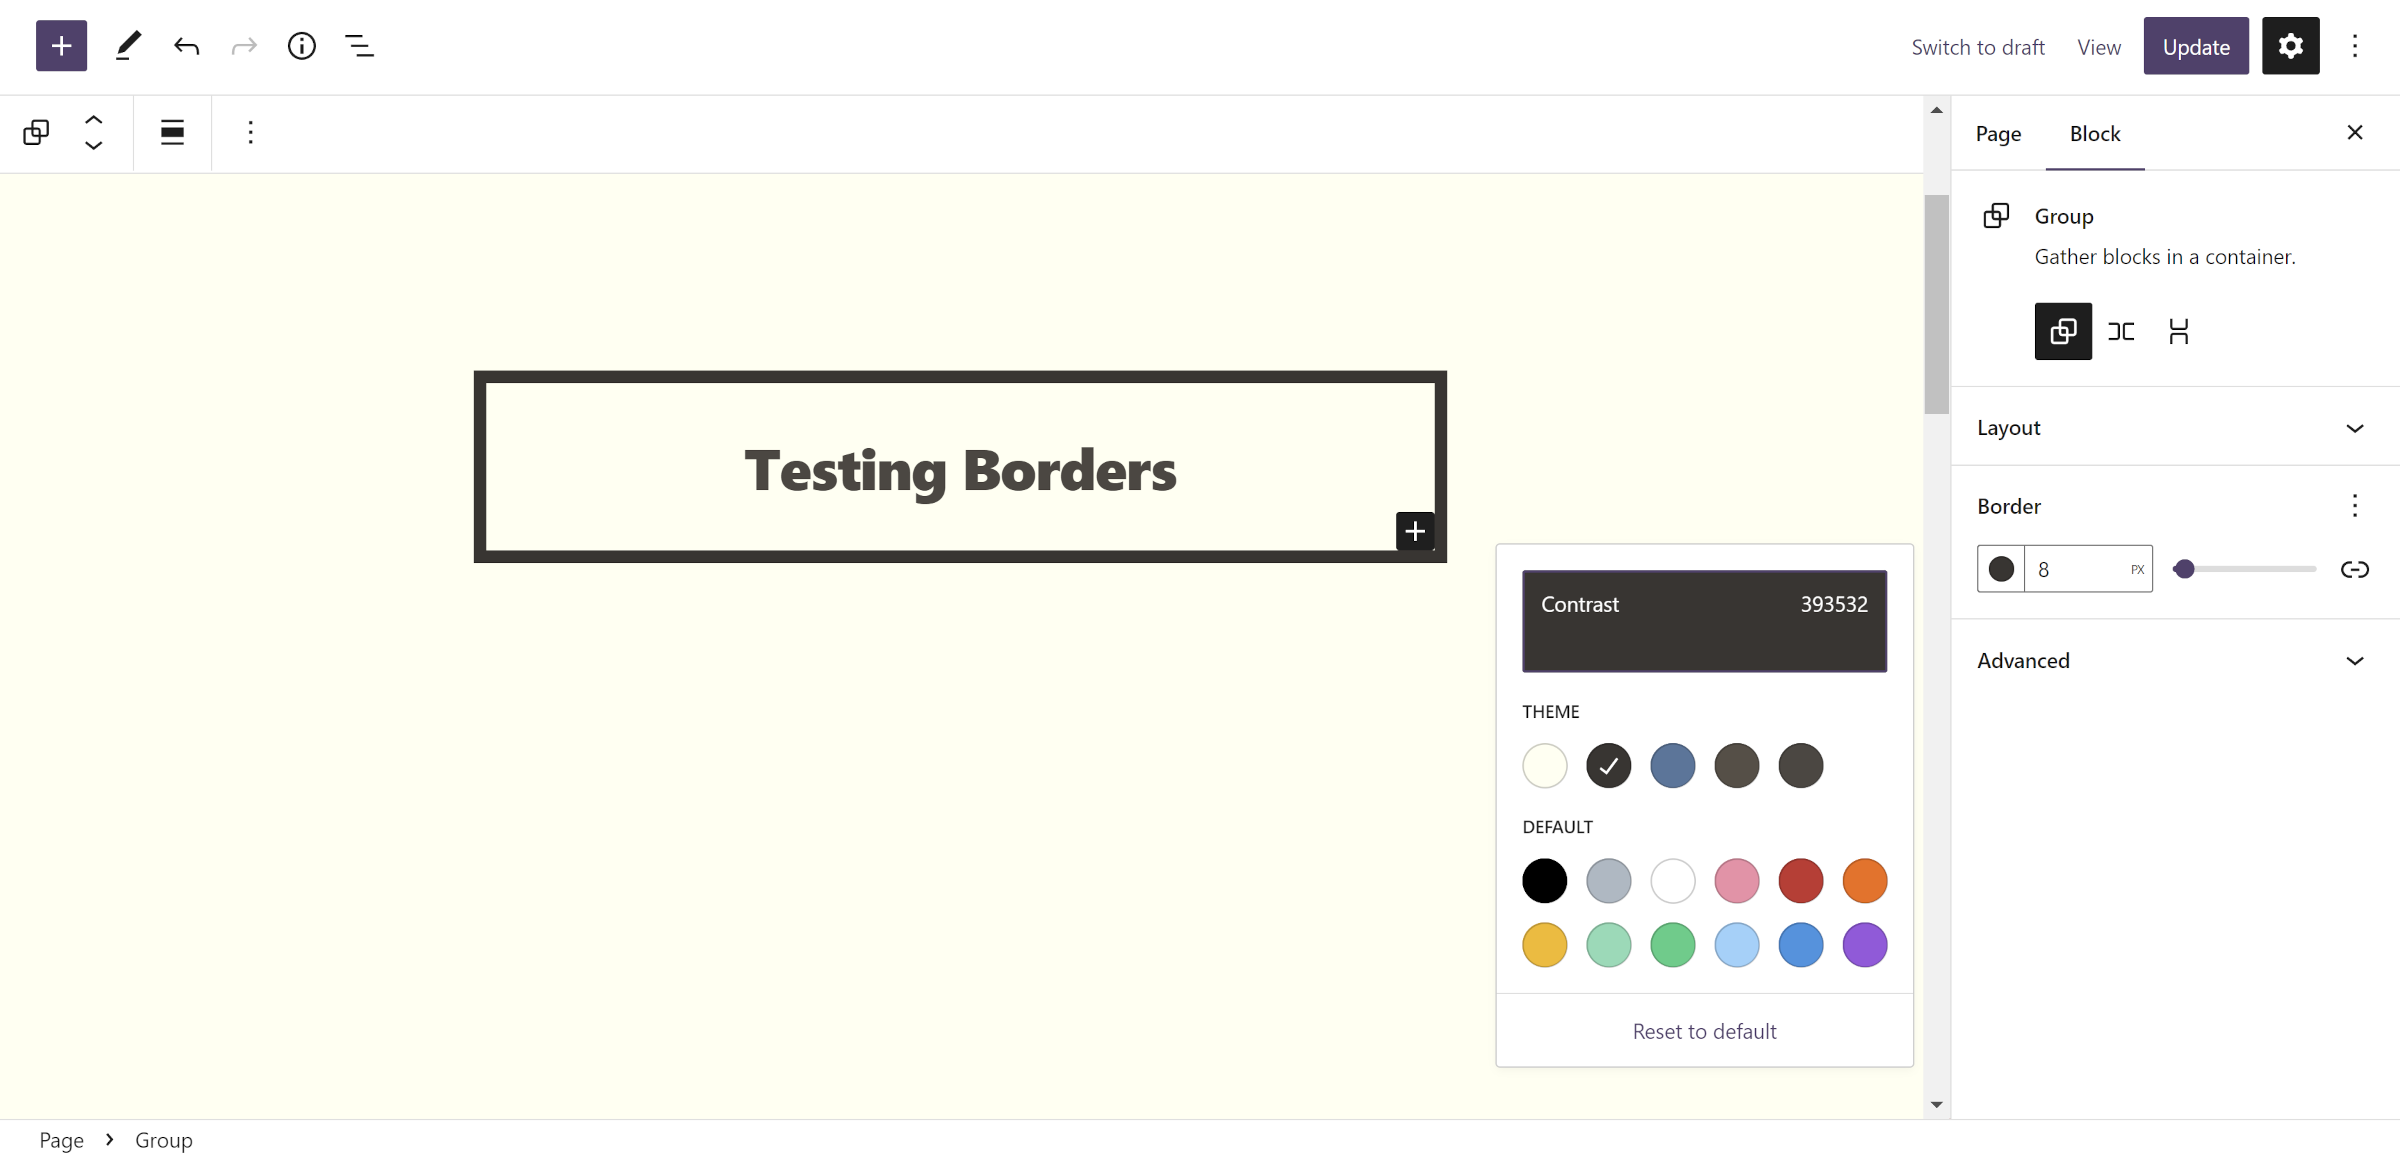 Switch to draft
View
Update
Page
Block
Group
Gather blocks in a container.
Layout
Border
8
PX
Advanced
Testing Borders
Contrast
393532
THEME
DEFAULT
Reset to default
Page
Group